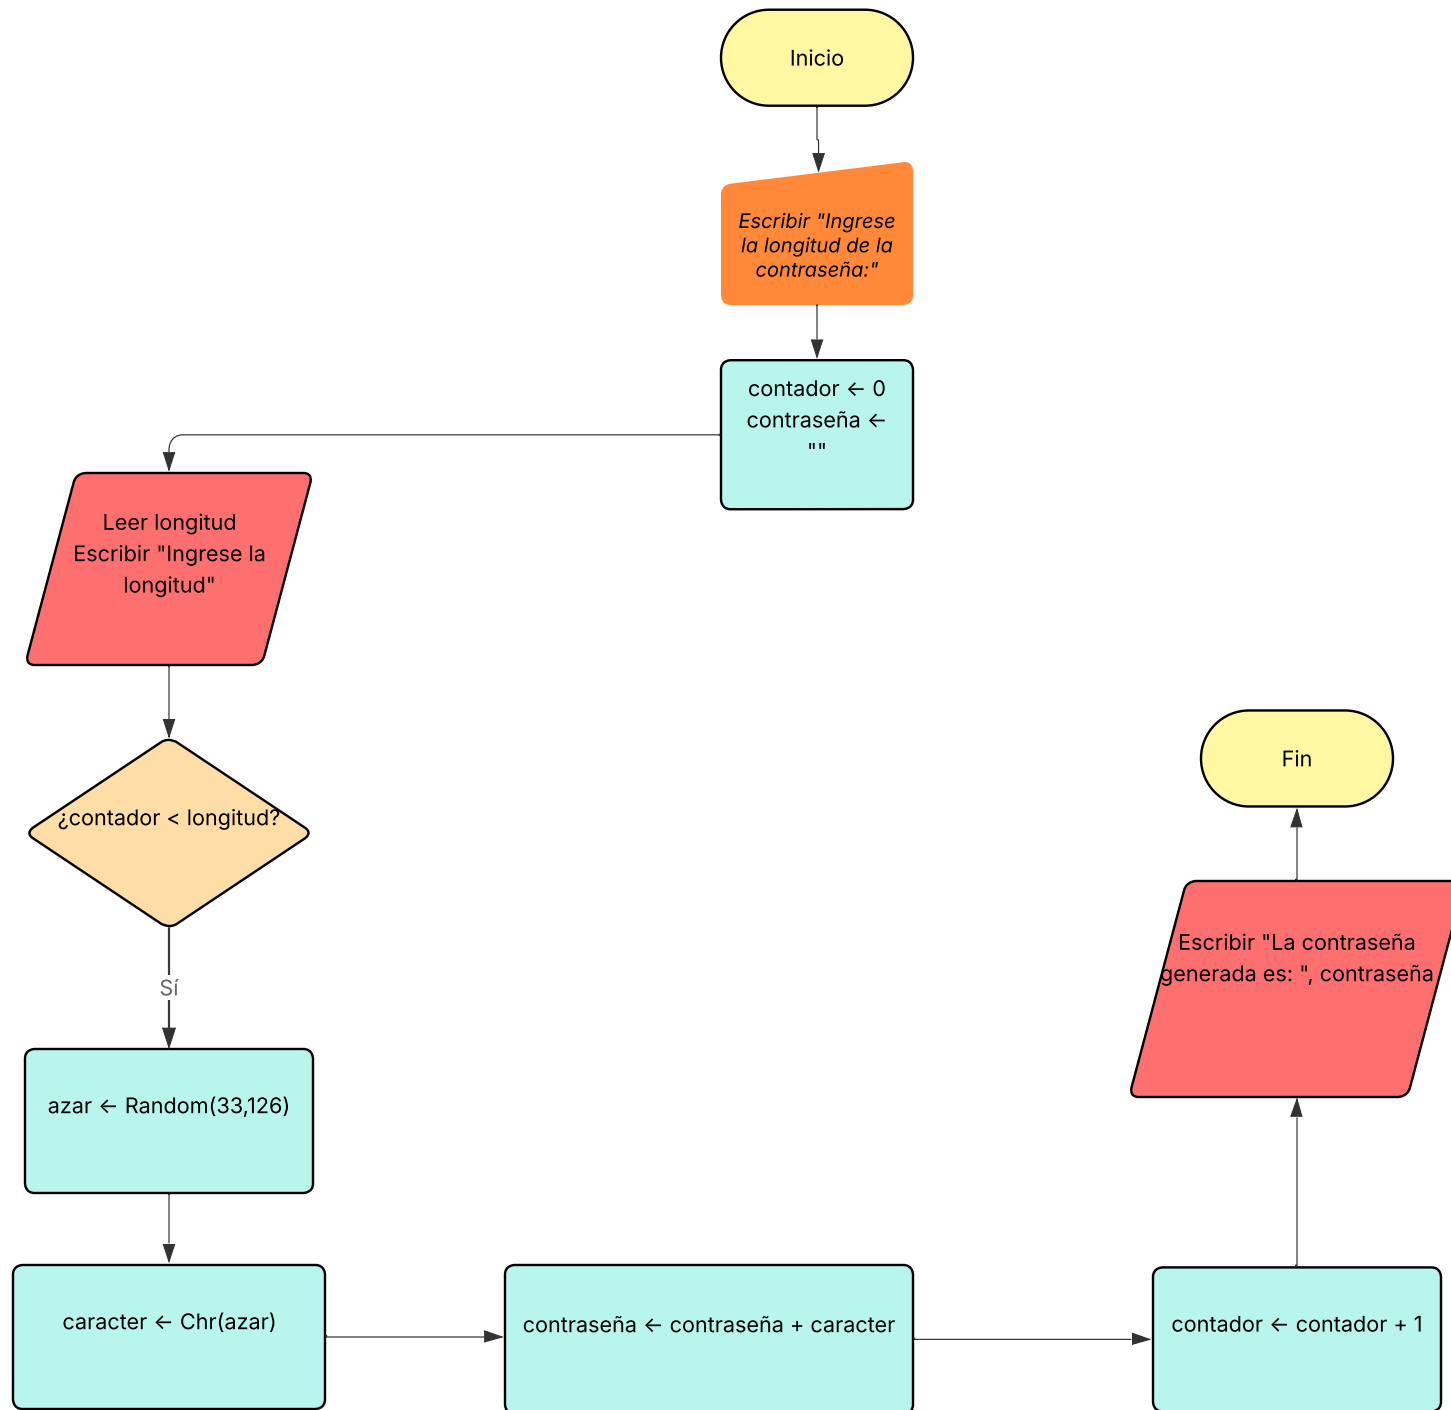 Inicio
Escribir "Ingrese
la longitud de la
contraseña:"
contador ← 0
contraseña ←
""
Leer longitud
Escribir "Ingrese la
longitud"
¿contador < longitud?
Sí
azar ← Random(33,126)
caracter ← Chr(azar)
contraseña ← contraseña + caracter
contador ← contador + 1
Escribir "La contraseña
generada es: ", contraseña
Fin